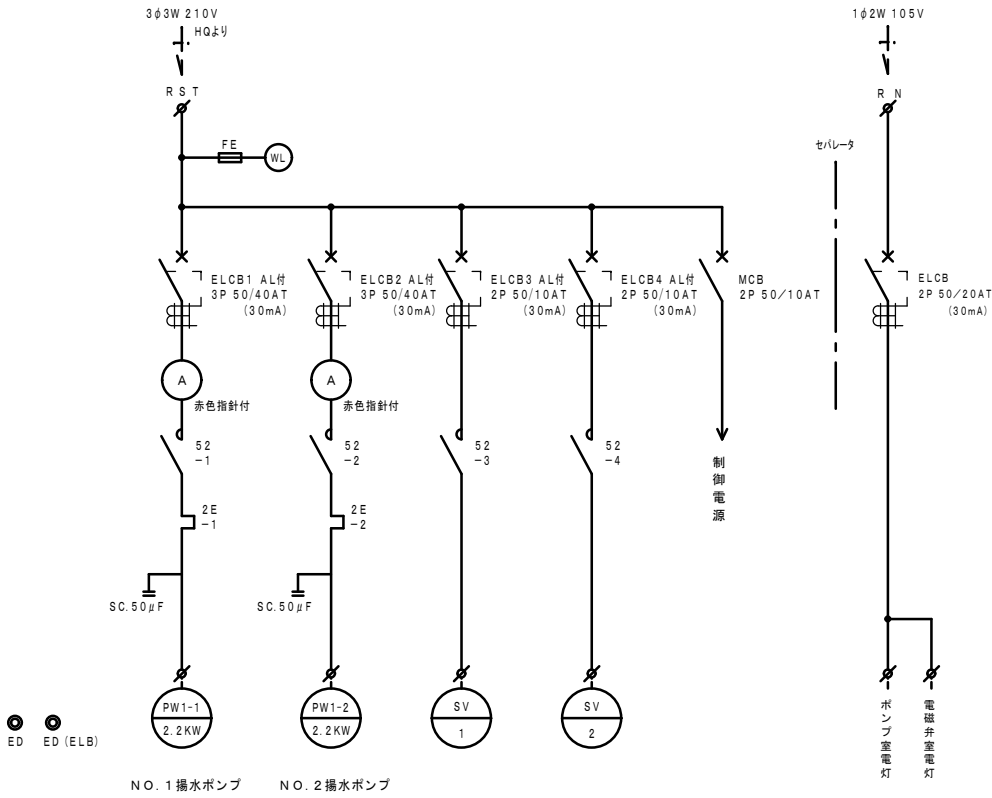 3φ3W 210V
HQより
R S T
FE
WL
1φ2W 105V
R N
セパレータ
ELCB1 AL付
3P 50/40AT
(30mA)
ELCB2 AL付
3P 50/40AT
(30mA)
ELCB3 AL付
2P 50/10AT
(30mA)
ELCB4 AL付
2P 50/10AT
(30mA)
MCB
2P 50/10AT
ELCB
2P 50/20AT
(30mA)
A
赤色指針付
A
赤色指針付
52
-1
52
-2
52
-3
52
-4
制御電源
2E
-1
2E
-2
SC.50μF
SC.50μF
PW1-1
2.2KW
PW1-2
2.2KW
SV
1
SV
2
ポンプ室電灯
電磁弁室電灯
ED
ED(ELB)
NO.1揚水ポンプ
NO.2揚水ポンプ